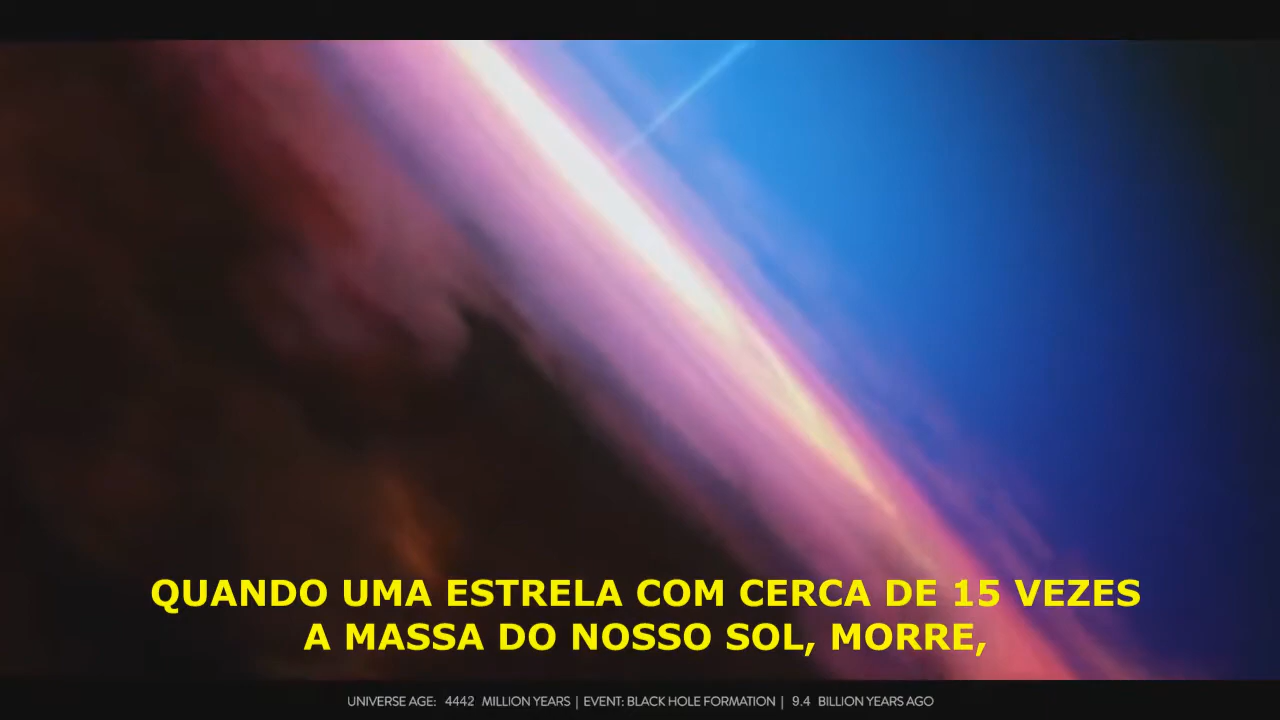 QUANDO UMA ESTRELA COM CERCA DE 15 VEZES
A MASSA DO NOSSO SOL, MORRE,
UNIVERSE AGE: 4442 MILLION YEARS | EVENT: BLACK HOLE FORMATION | 9.4 BILLION YEARS AGO